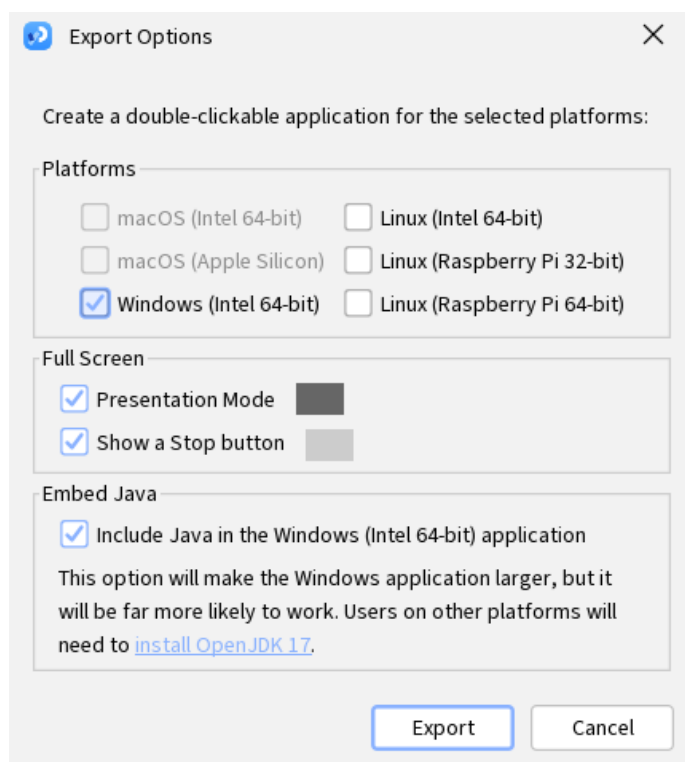 Export Options
Create a double-clickable application for the selected platforms:
Platforms
macOS (Intel 64-bit)
Linux (Intel 64-bit)
macOS (Apple Silicon)
Linux (Raspberry Pi 32-bit)
Windows (Intel 64-bit)
Linux (Raspberry Pi 64-bit)
Full Screen
Presentation Mode
Show a Stop button
Embed Java
Include Java in the Windows (Intel 64-bit) application
This option will make the Windows application larger, but it
will be far more likely to work. Users on other platforms will
need to install OpenJDK 17.
Export
Cancel